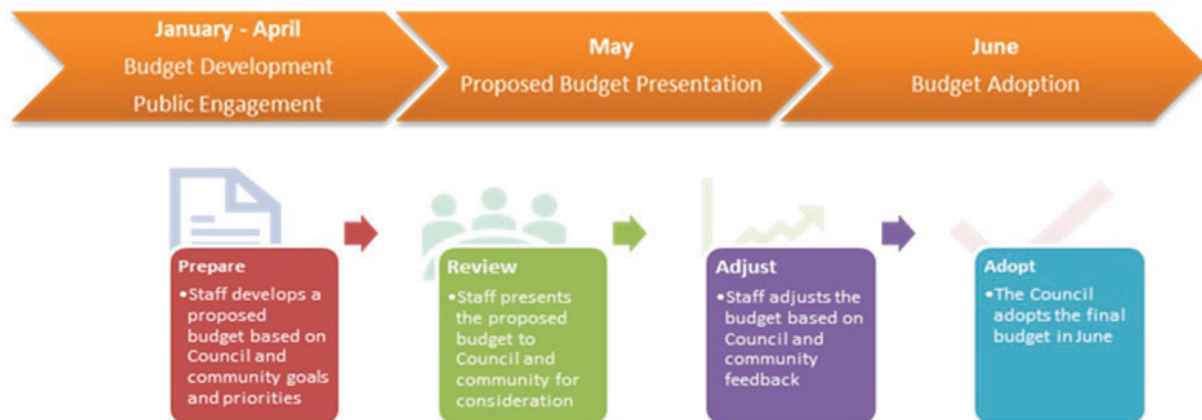 January - April
Budget Development
Public Engagement
May
Proposed Budget Presentation
June
Budget Adoption
Prepare
•Staff develops a
proposed
budget based on
Council and
community goals
and priorities
Review
•Staff presents
the proposed
budget to
Council and
community for
consideration
Adjust
•Staff adjusts the
budget based on
Council and
community
feedback
Adopt
•The Council
adopts the final
budget in June